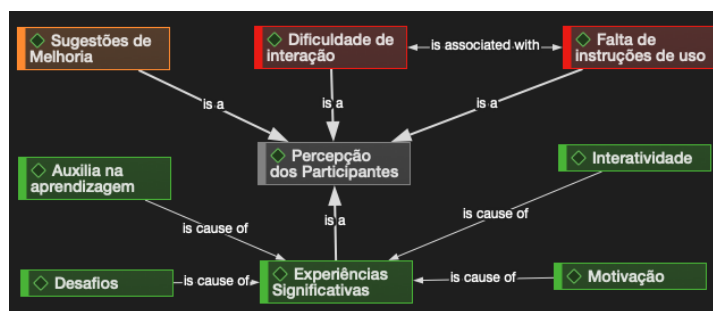 Sugestões de
Melhoria
Dificuldade de
interação
is associated with
Falta de
instruções de uso
is a
is a
is a
Auxilia na
aprendizagem
Percepção
dos Participantes
Interatividade
is cause of
is a
is cause of
Desafios
is cause of
Experiências
Significativas
is cause of
Motivação